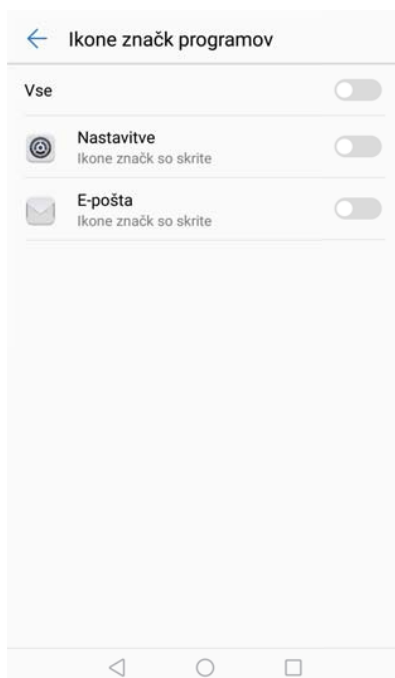 Ikone značk programov
Vse
Nastavitve
Ikone značk so skrite
E-pošta
Ikone značk so skrite